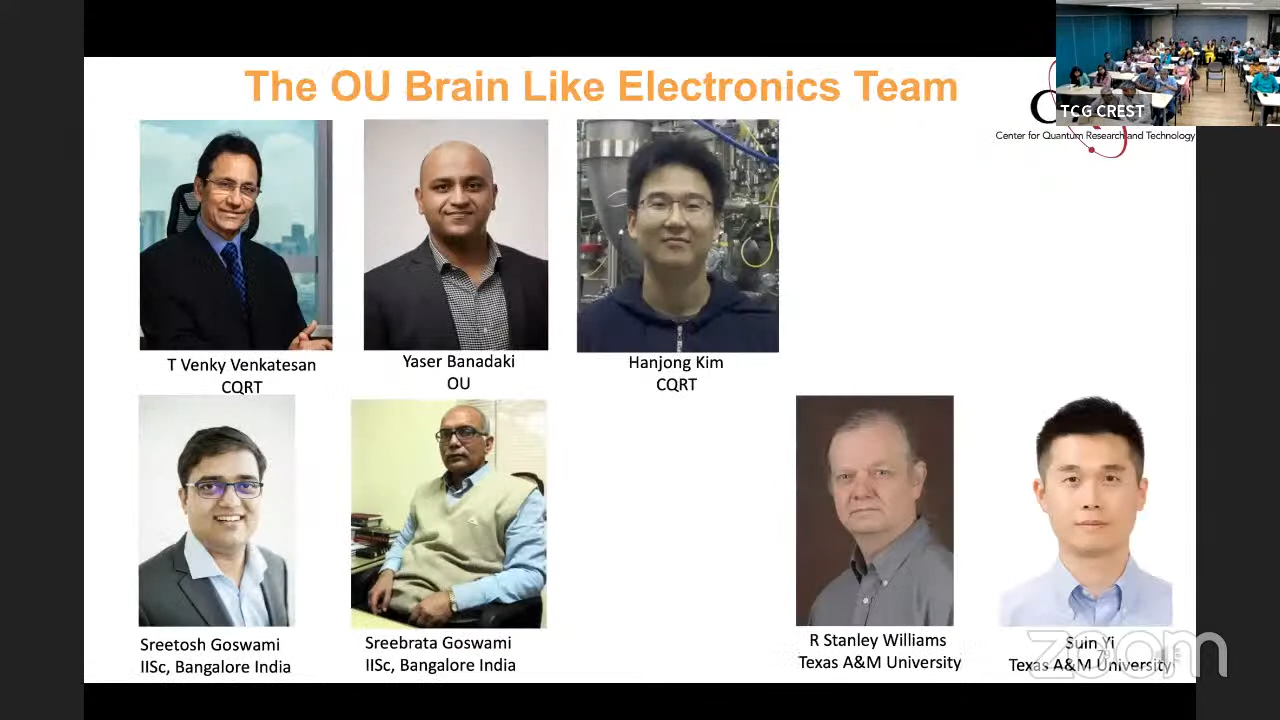 The OU Brain Like Electronics Team
TCG CREST
Center for Quantum Research and Technology
T Venky Venkatesan
CQRT
Yaser Banadaki
OU
Hanjong Kim
CQRT
Sreetosh Goswami
IISc, Bangalore India
Sreebrata Goswami
IISc, Bangalore India
R Stanley Williams
Texas A&M University
Suin Yi
Texas A&M University
zoom